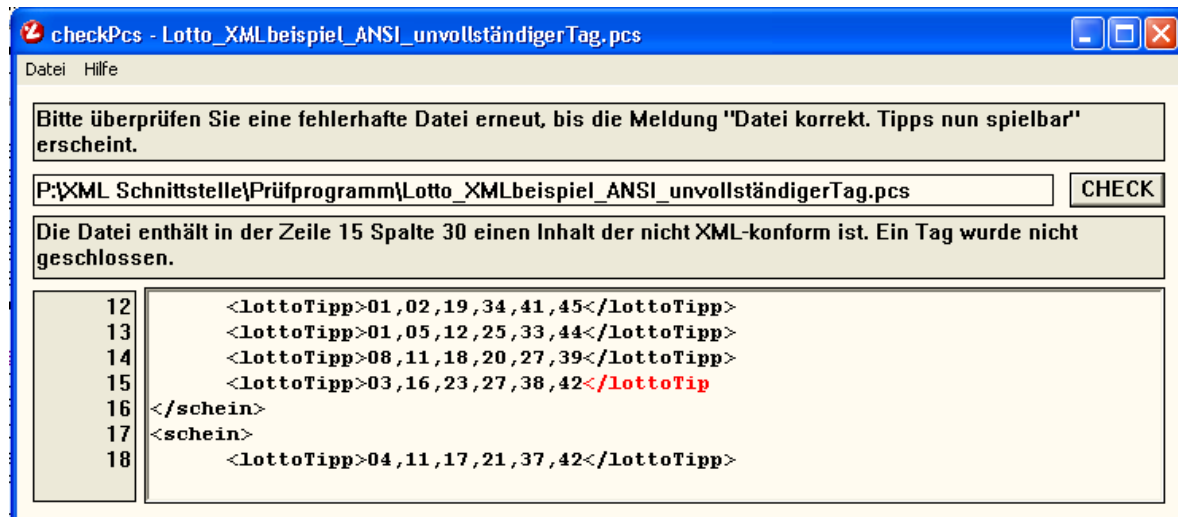 checkPcs - Lotto_XMLbeispiel_ANSI_unvollständigerTag.pcs
Datei Hilfe
Bitte überprüfen Sie eine fehlerhafte Datei erneut, bis die Meldung "Datei korrekt. Tipps nun spielbar"
erscheint.
P:\XML Schnittstelle\Prüfprogramm\Lotto_XMLbeispiel_ANSI_unvollständigerTag.pcs CHECK
Die Datei enthält in der Zeile 15 Spalte 30 einen Inhalt der nicht XML-konform ist. Ein Tag wurde nicht
geschlossen.
12 <lottoTipp>01,02,19,34,41,45</lottoTipp>
13 <lottoTipp>01,05,12,25,33,44</lottoTipp>
14 <lottoTipp>08,11,18,20,27,39</lottoTipp>
15 <lottoTipp>03,16,23,27,38,42</lottoTip
16 </schein>
17 <schein>
18 <lottoTipp>04,11,17,21,37,42</lottoTipp>